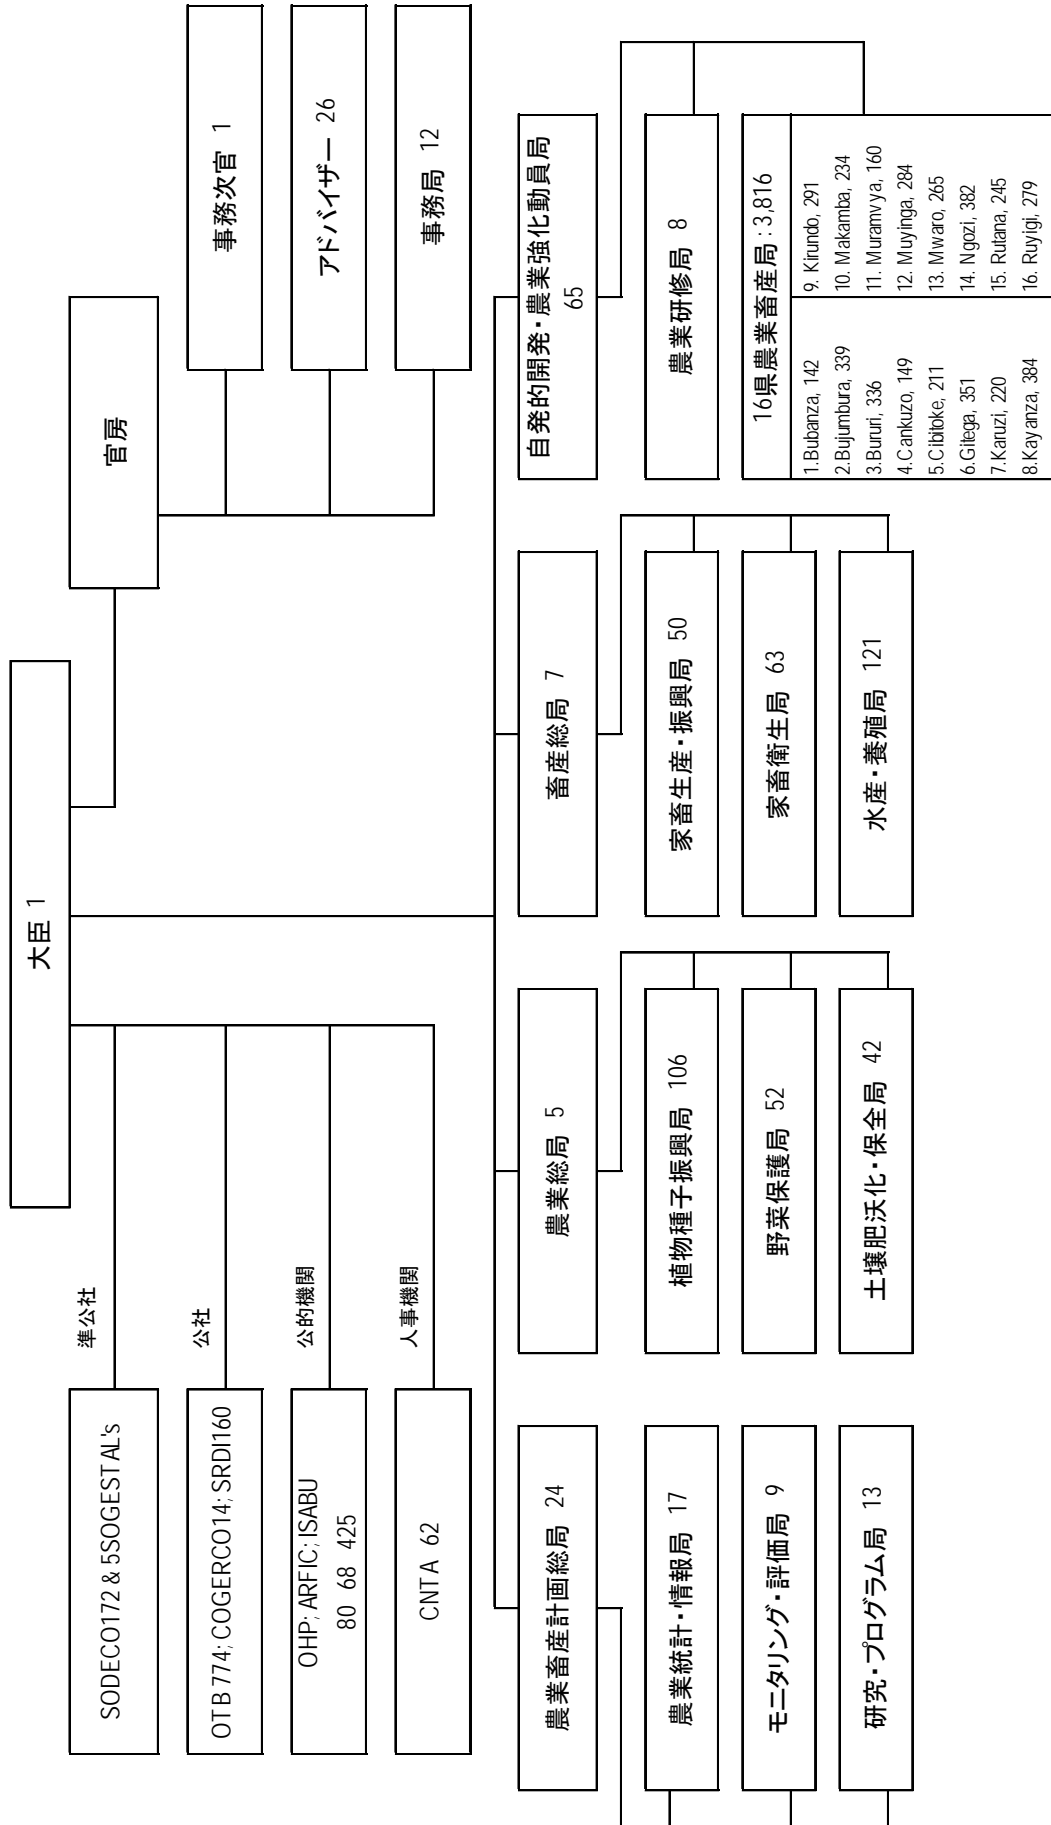 大臣 1
官房
事務次官 1
アドバイザー 26
事務局 12
準公社
SODECO172 & 5SOGESTAL's
公社
OTB 774; COGERCO14; SRDI160
公的機関
OHP; ARFIC; ISABU
80 68 425
人事機関
CNTA 62
農業畜産計画総局 24
農業統計・情報局 17
モニタリング・評価局 9
研究・プログラム局 13
農業総局 5
植物種子振興局 106
野菜保護局 52
土壌肥沃化・保全局 42
畜産総局 7
家畜生産・振興局 50
家畜衛生局 63
水産・養殖局 121
自発的開発・農業強化動員局
65
農業研修局 8
16県農業畜産局 : 3,816
1.Bubanza, 142
2.Bujumbura, 339
3.Bururi, 336
4.Cankuzo, 149
5.Cibitoke, 211
6.Gitega, 351
7.Karuzi, 220
8.Kayanza, 384
9. Kirundo, 291
10. Makamba, 234
11. Muramvya, 160
12. Muyinga, 284
13. Mwaro, 265
14. Ngozi, 382
15. Rutana, 245
16. Ruyigi, 279